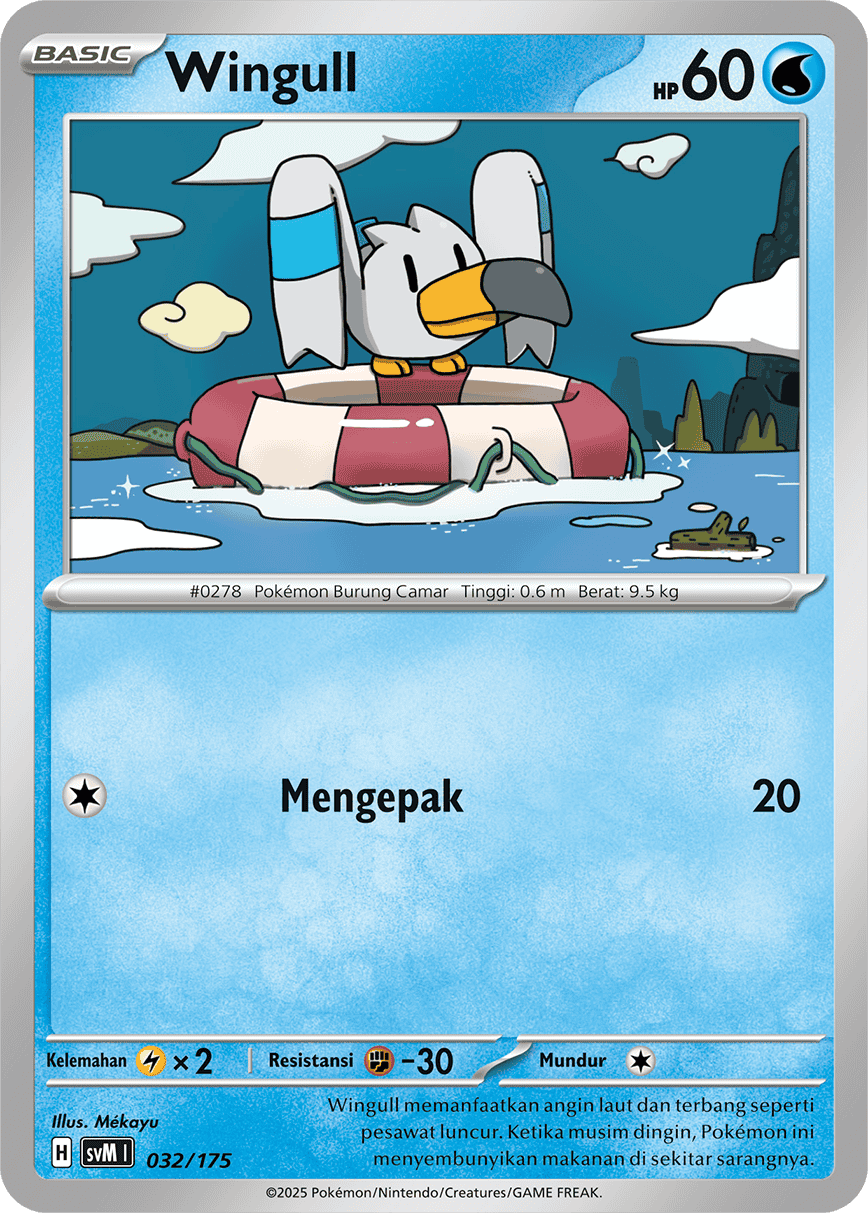 BASIC Wingull HP 60
#0278 Pokémon Burung Camar Tinggi: 0.6 m Berat: 9.5 kg
Mengepak 20
Kelemahan ×2 Resistansi -30 Mundur
Illus. Mékayu
Wingull memanfaatkan angin laut dan terbang seperti
pesawat luncur. Ketika musim dingin, Pokémon ini
menyembunyikan makanan di sekitar sarangnya.
H svM I 032/175
©2025 Pokémon/Nintendo/Creatures/GAME FREAK.